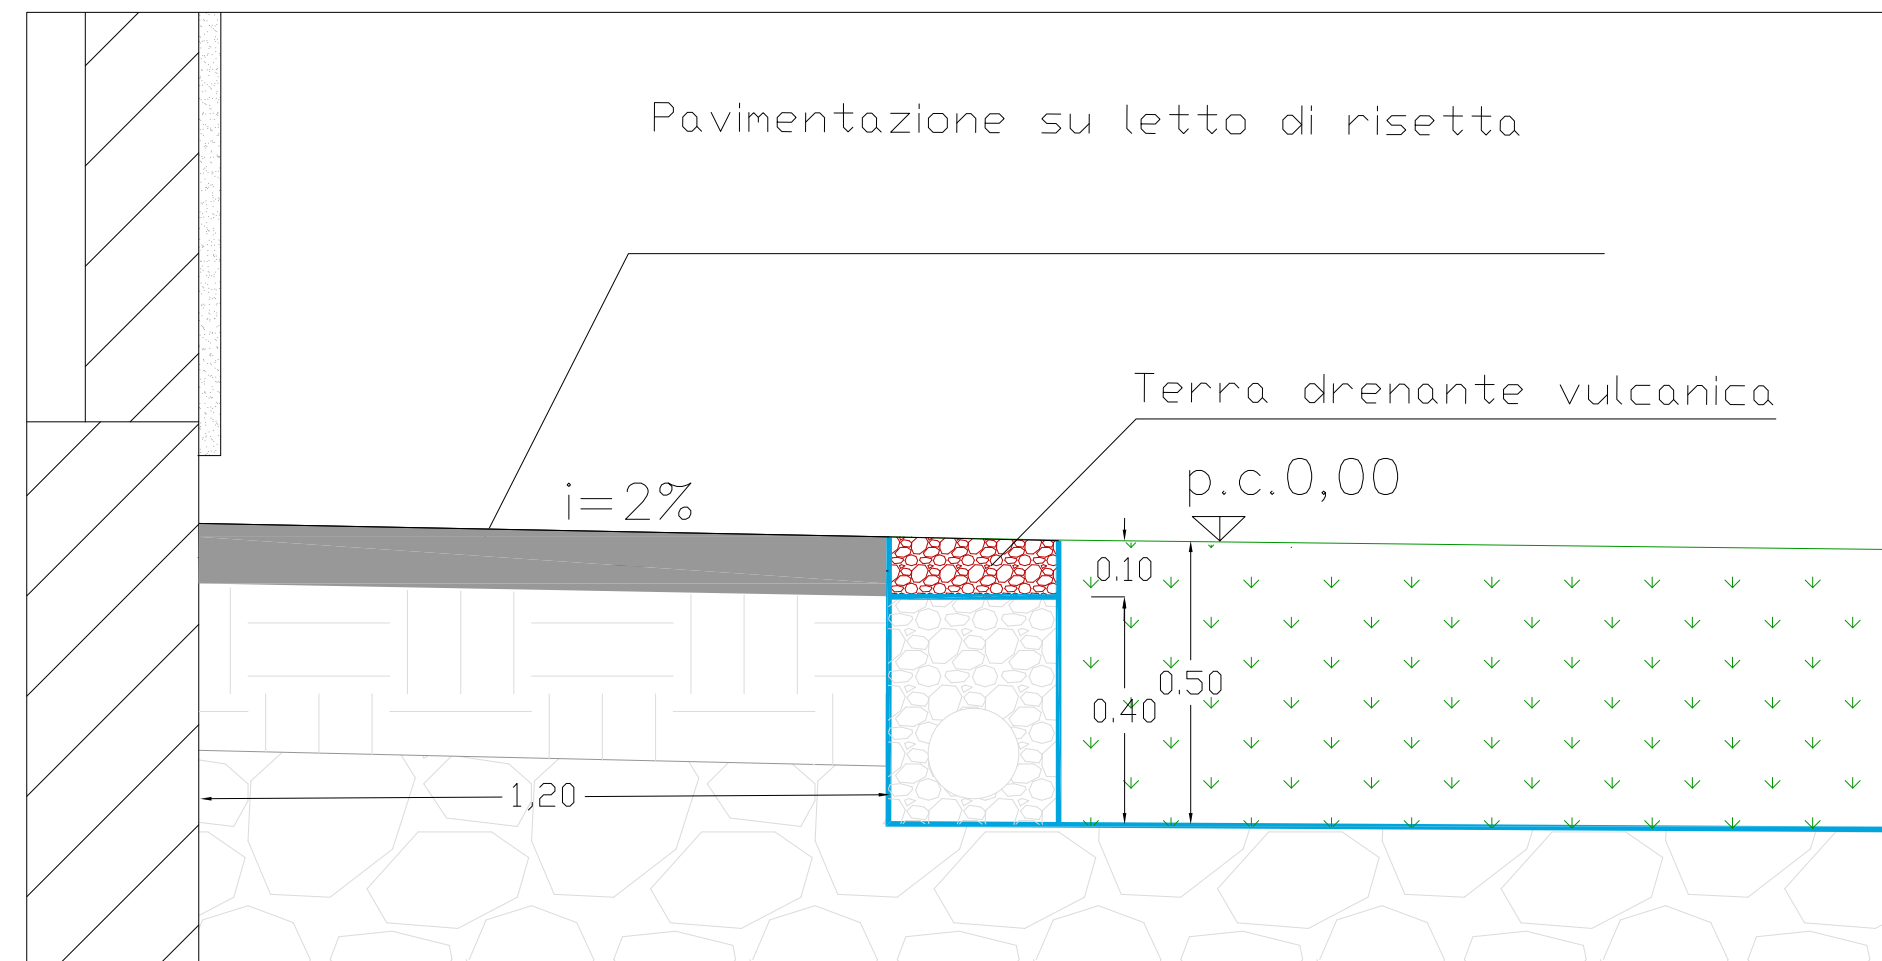 Pavimentazione su letto di risetta
Terra drenante vulcanica
p.c.0,00
i=2%
0.10
0.50
0.40
1,20